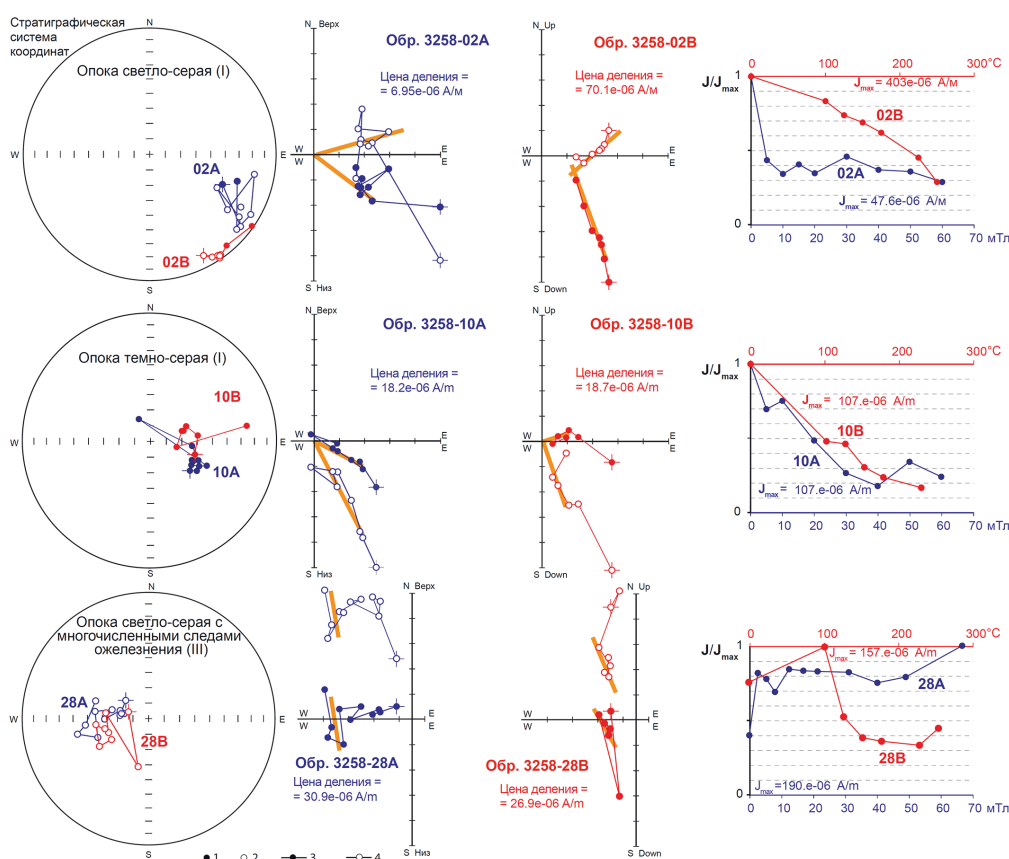 Стратиграфическая
система
координат
N
Опока светло-серая (I)
W
E
02A
02B
S
N Верх
Обр. 3258-02A
Цена деления =
= 6.95e-06 А/м
W
W
E
E
S Низ
N Up
Обр. 3258-02B
Цена деления =
= 70.1e-06 А/м
W
W
E
E
S Down
0 100 200 300°C
J/Jmax
1
Jmax = 403e-06 А/м
02B
02A
Jmax = 47.6e-06 А/м
0
0 10 20 30 40 50 60 70 мТл
N
Опока темно-серая (I)
10B
W
E
10A
S
N Верх
Обр. 3258-10A
Цена деления =
= 18.2e-06 A/m
W
W
E
E
S Низ
N Up
Обр. 3258-10B
Цена деления =
= 18.7e-06 A/m
W
W
E
E
S Down
0 100 200 300°C
J/Jmax
1
Jmax = 107.e-06 A/m
10B
10A
Jmax = 107.e-06 A/m
0
0 10 20 30 40 50 60 мТл
N
Опока светло-серая с
многочисленными следами
ожелезнения (III)
28A
W
E
28B
S
N Верх
W
W
E
E
Обр. 3258-28A
Цена деления =
= 30.9e-06 A/m
S Низ
N Up
W
W
E
E
Обр. 3258-28B
Цена деления =
= 26.9e-06 A/m
S Down
0 100 200 300°C
J/Jmax
1
Jmax = 157.e-06 A/m
28A
28B
Jmax =190.e-06 A/m
0
0 10 20 30 40 50 60 70 мТл
1 2 3 4